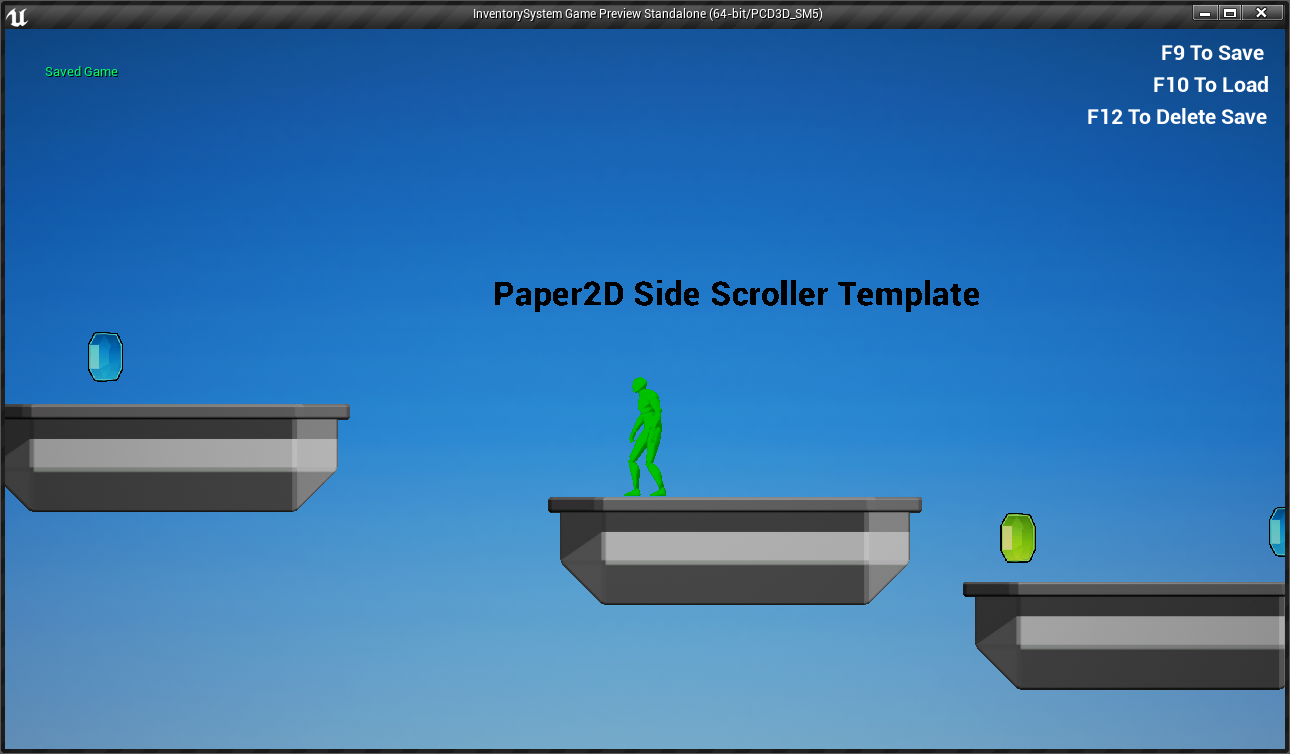 InventorySystem Game Preview Standalone (64-bit/PCD3D_SM5)
Saved Game
F9 To Save
F10 To Load
F12 To Delete Save
Paper2D Side Scroller Template